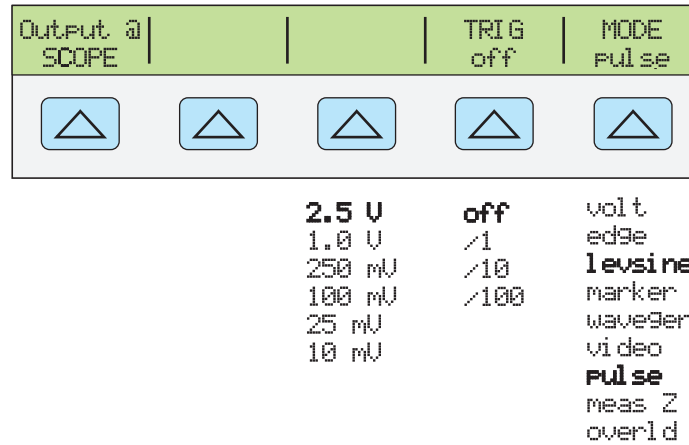 Output @ TRIG MODE
SCOPE off pulse
2.5 V off volt
1.0 V /1 edge
250 mV /10 levsine
100 mV /100 marker
25 mV wavegen
10 mV video
pulse
meas Z
overld